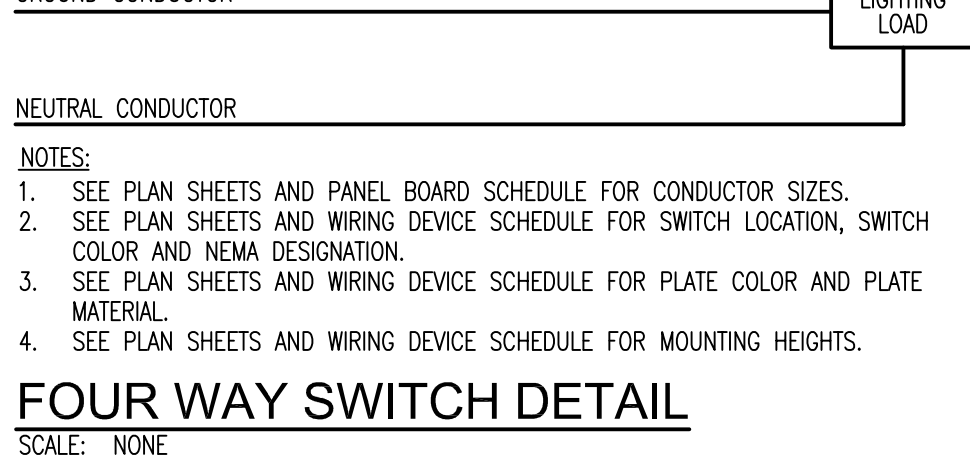 GROUND CONDUCTOR
LIGHTING
LOAD
NEUTRAL CONDUCTOR
NOTES:
1. SEE PLAN SHEETS AND PANEL BOARD SCHEDULE FOR CONDUCTOR SIZES.
2. SEE PLAN SHEETS AND WIRING DEVICE SCHEDULE FOR SWITCH LOCATION, SWITCH
COLOR AND NEMA DESIGNATION.
3. SEE PLAN SHEETS AND WIRING DEVICE SCHEDULE FOR PLATE COLOR AND PLATE
MATERIAL.
4. SEE PLAN SHEETS AND WIRING DEVICE SCHEDULE FOR MOUNTING HEIGHTS.
FOUR WAY SWITCH DETAIL
SCALE: NONE